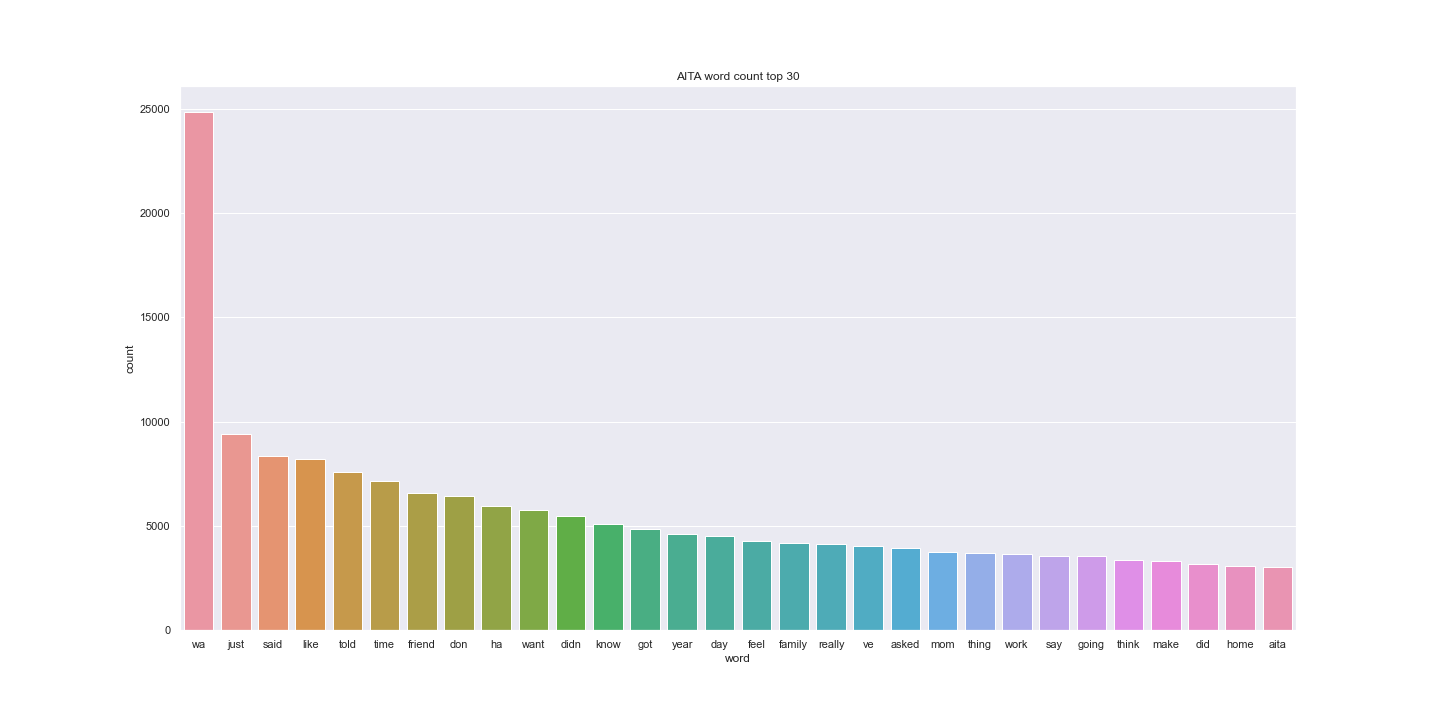 AITA word count top 30
25000
20000
15000
10000
5000
0
count
wa just said like told time friend don ha want didn know got year day feel family really ve asked mom thing work say going think make did home aita
word